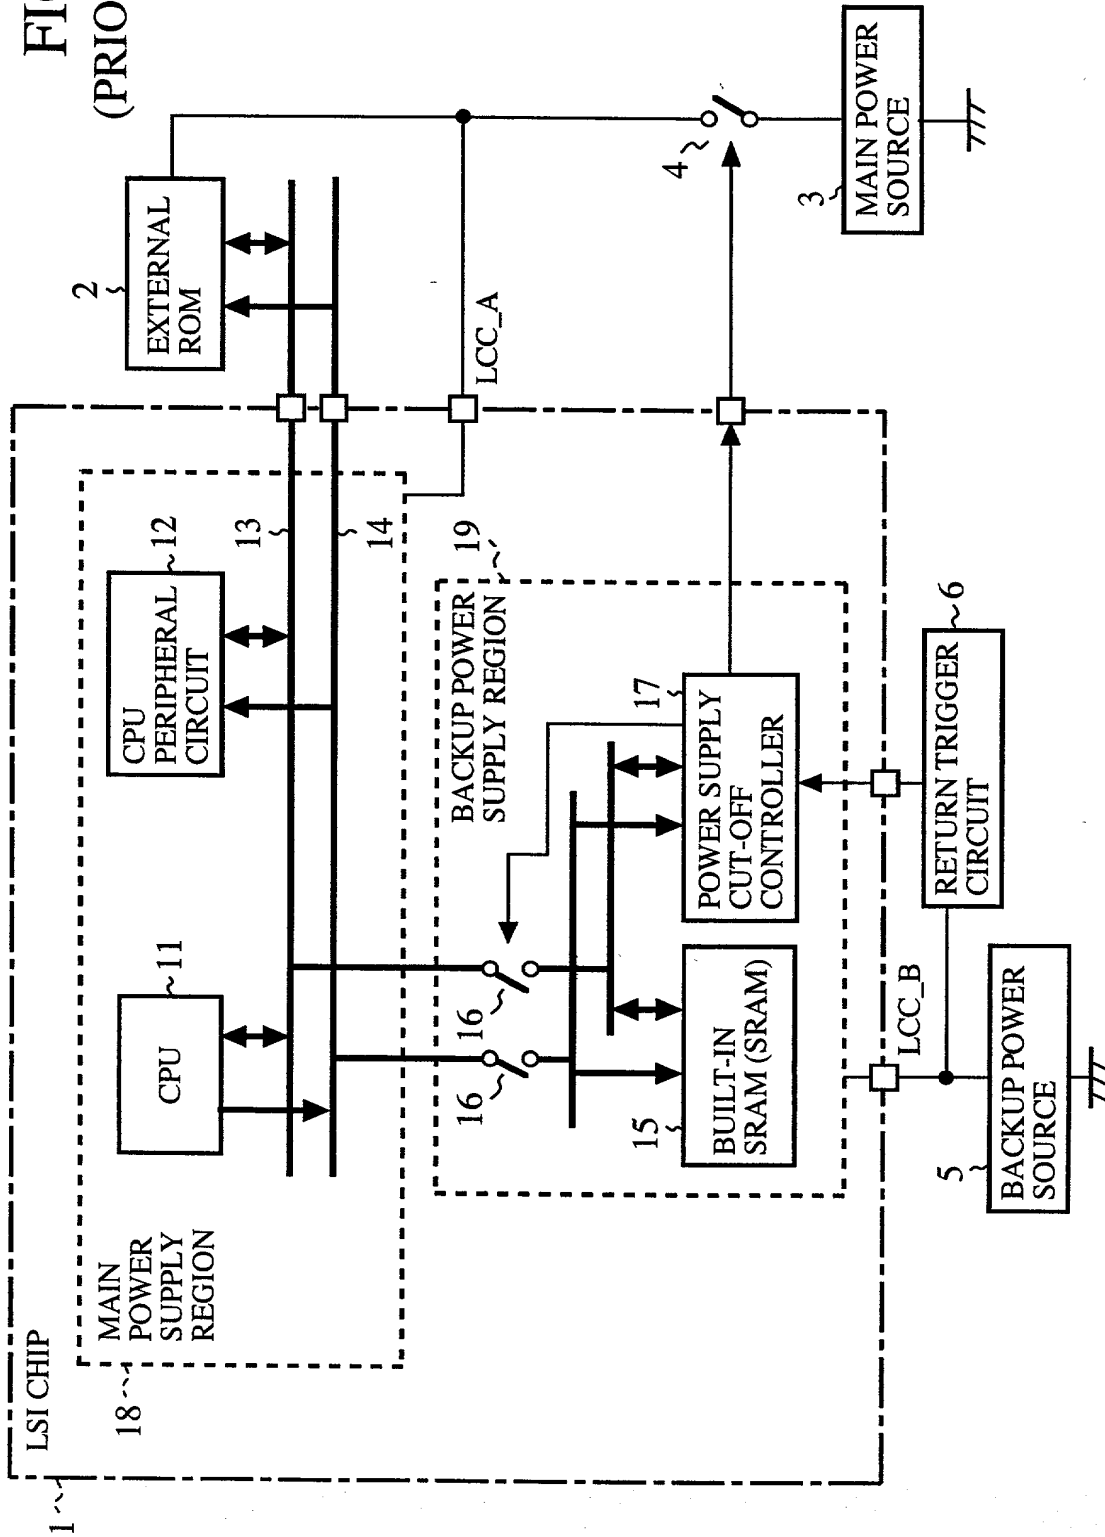 (PRIO
LSI CHIP
1
MAIN
POWER
SUPPLY
REGION
18
CPU
11
CPU
PERIPHERAL
CIRCUIT
12
13
14
EXTERNAL
ROM
2
LCC_A
BACKUP POWER
SUPPLY REGION
19
16
16
BUILT-IN
SRAM (SRAM)
15
POWER SUPPLY
CUT-OFF
CONTROLLER
17
4
MAIN POWER
SOURCE
3
RETURN TRIGGER
CIRCUIT
6
LCC_B
BACKUP POWER
SOURCE
5